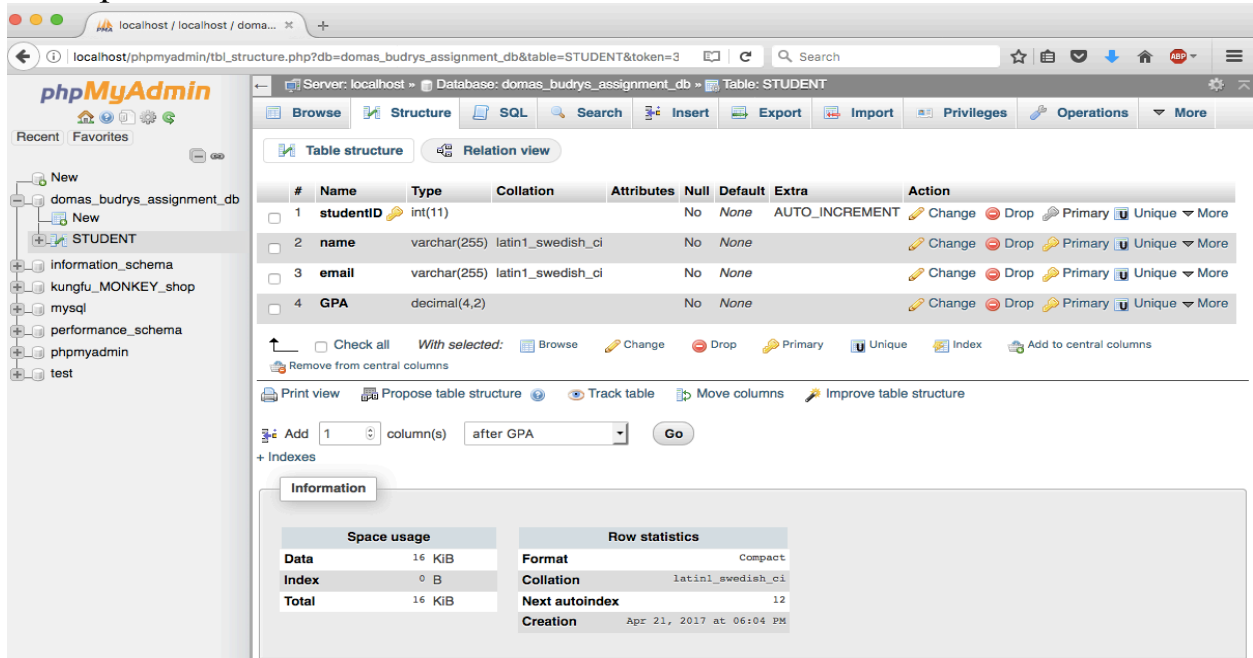 localhost / localhost / doma... × +
localhost/phpmyadmin/tbl_structure.php?db=domas_budrys_assignment_db&table=STUDENT&token=3 Search ABP
phpMyAdmin
Recent Favorites
New
domas_budrys_assignment_db
New
STUDENT
information_schema
kungfu_MONKEY_shop
mysql
performance_schema
phpmyadmin
test
Server: localhost » Database: domas_budrys_assignment_db » Table: STUDENT
Browse Structure SQL Search Insert Export Import Privileges Operations More
Table structure Relation view
# Name Type Collation Attributes Null Default Extra Action
1 studentID int(11) No None AUTO_INCREMENT Change Drop Primary Unique More
2 name varchar(255) latin1_swedish_ci No None Change Drop Primary Unique More
3 email varchar(255) latin1_swedish_ci No None Change Drop Primary Unique More
4 GPA decimal(4,2) No None Change Drop Primary Unique More
Check all With selected: Browse Change Drop Primary Unique Index Add to central columns
Remove from central columns
Print view Propose table structure Track table Move columns Improve table structure
Add 1 column(s) after GPA Go
+ Indexes
Information
Space usage
Data 16 KiB
Index 0 B
Total 16 KiB
Row statistics
Format Compact
Collation latin1_swedish_ci
Next autoindex 12
Creation Apr 21, 2017 at 06:04 PM